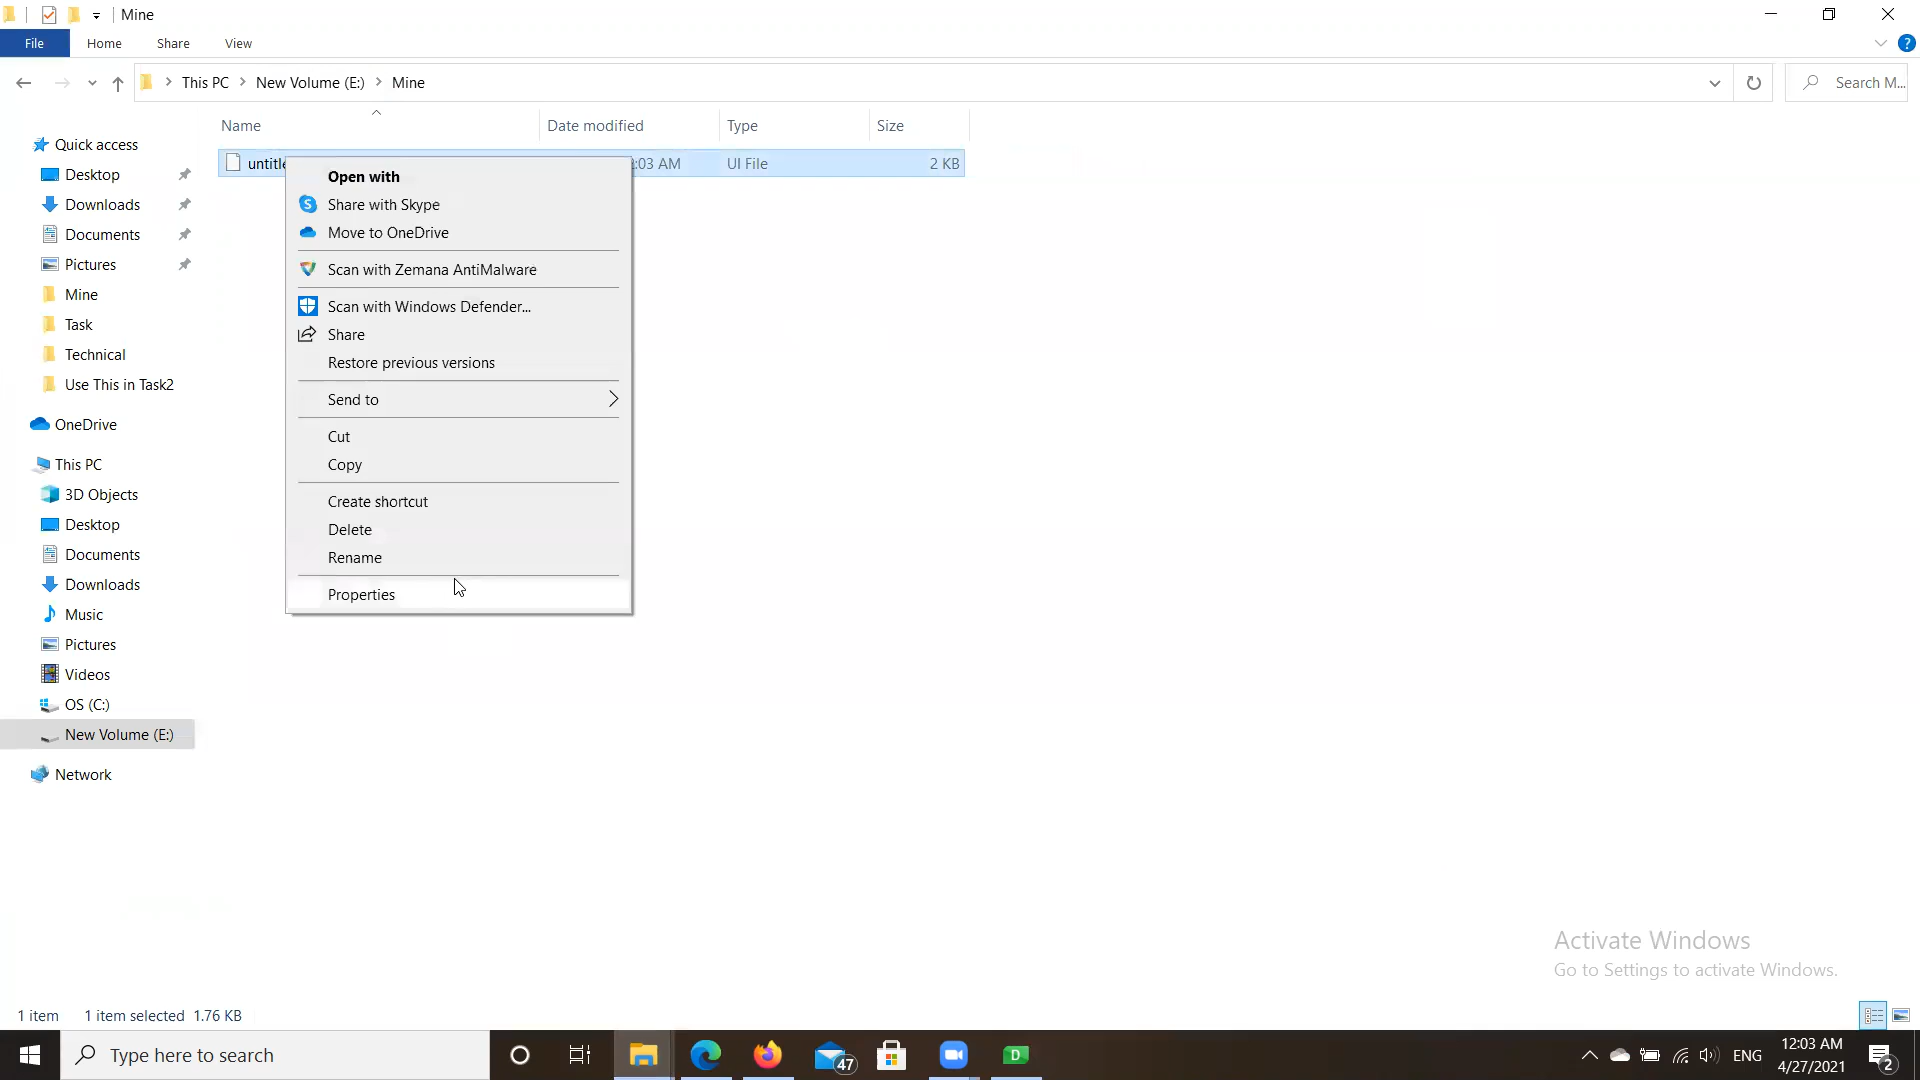 Mine
File Home Share View
This PC New Volume (E:) Mine Search M...
Name Date modified Type Size
:03 AM UI File 2 KB
Quick access
Desktop
Downloads
Documents
Pictures
Mine
Task
Technical
Use This in Task2
OneDrive
This PC
3D Objects
Desktop
Documents
Downloads
Music
Pictures
Videos
OS (C:)
New Volume (E:)
Network
Open with
Share with Skype
Move to OneDrive
Scan with Zemana AntiMalware
Scan with Windows Defender...
Share
Restore previous versions
Send to
Cut
Copy
Create shortcut
Delete
Rename
Properties
Activate Windows
Go to Settings to activate Windows.
1 item 1 item selected 1.76 KB
Type here to search
47
D
ENG
12:03 AM
4/27/2021
2